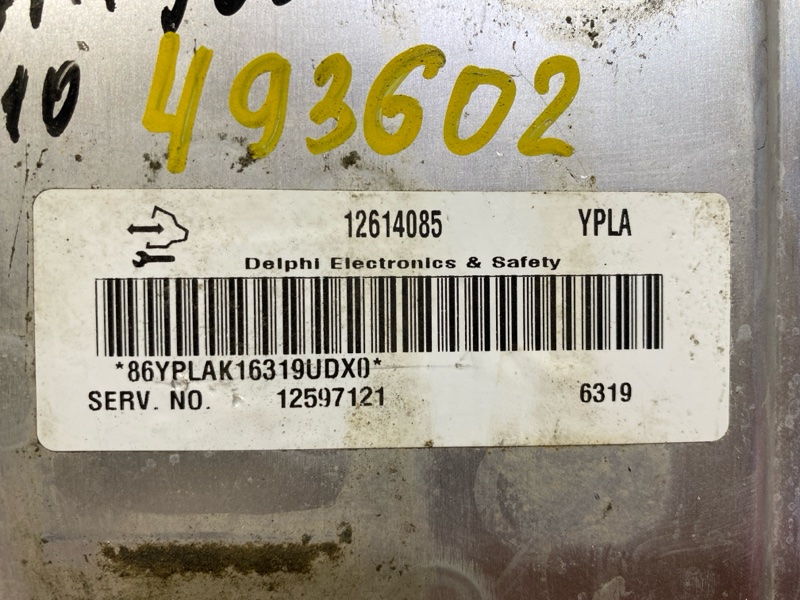 10 493602
12614085 YPLA
Delphi Electronics & Safety
*86YPLAK16319UDX0*
SERV. NO. 12597121 6319